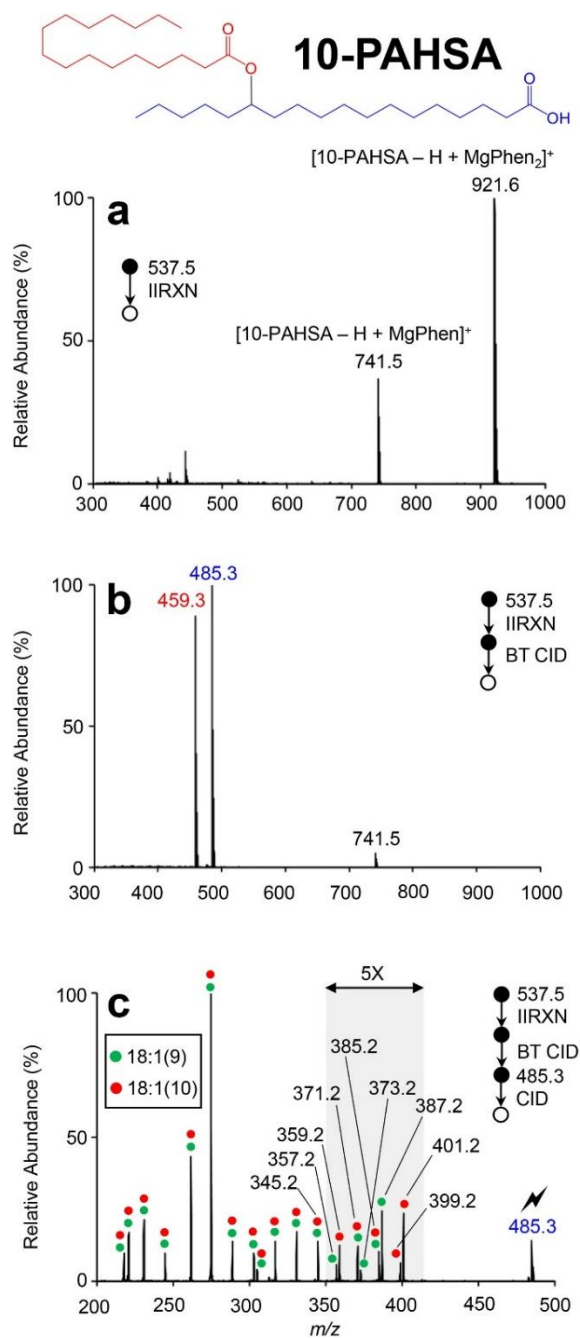 10-PAHSA
O
O
O
OH
[10-PAHSA – H + MgPhen₂]⁺
921.6
a
537.5
IIRXN
[10-PAHSA – H + MgPhen]⁺
741.5
Relative Abundance (%)
100
50
0
300 400 500 600 700 800 900 1000
b
485.3
459.3
537.5
IIRXN
BT CID
741.5
Relative Abundance (%)
100
50
0
300 400 500 600 700 800 900 1000
c
5X
537.5
IIRXN
BT CID
485.3
CID
18:1(9)
18:1(10)
385.2
371.2
373.2
387.2
359.2
401.2
357.2
345.2
399.2
485.3
Relative Abundance (%)
100
50
0
200 250 300 350 400 450 500
m/z